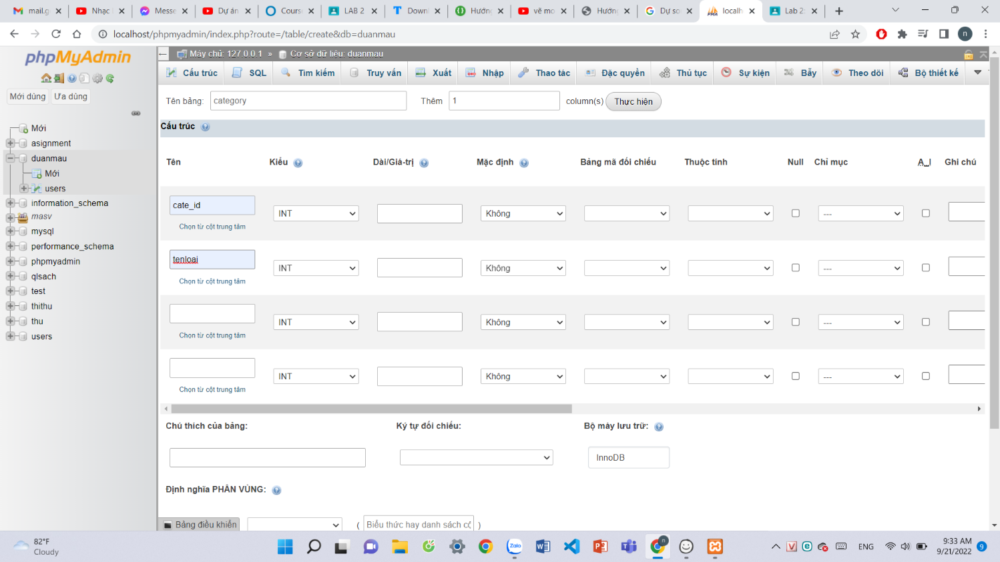 mail.g
Nhạc
Messe
Dự án
Cours
LAB 2
Downl
Hướng
vẽ mo
Hướng
Dự so
localh
Lab 2:
localhost/phpmyadmin/index.php?route=/table/create&db=duanmau
n
phpMyAdmin
Mới dùng Ưa dùng
Mới
asignment
duanmau
Mới
users
information_schema
masv
mysql
performance_schema
phpmyadmin
qlsach
test
thithu
thu
users
Máy chủ: 127.0.0.1 » Cơ sở dữ liệu: duanmau
Cấu trúc SQL Tìm kiếm Truy vấn Xuất Nhập Thao tác Đặc quyền Thủ tục Sự kiện Bẫy Theo dõi Bộ thiết kế
Tên bảng: category Thêm 1 column(s) Thực hiện
Cấu trúc
Tên Kiểu Dài/Giá-trị Mặc định Bảng mã đối chiếu Thuộc tính Null Chỉ mục A_I Ghi chú
cate_id INT Không ---
Chọn từ cột trung tâm
tenloai INT Không ---
Chọn từ cột trung tâm
INT Không ---
Chọn từ cột trung tâm
INT Không ---
Chọn từ cột trung tâm
Chú thích của bảng: Ký tự đối chiếu: Bộ máy lưu trữ:
InnoDB
Định nghĩa PHÂN VÙNG:
Bảng điều khiển ( Biểu thức hay danh sách cộ )
82°F
Cloudy
Zalo
n
ENG
9:33 AM
9/21/2022
9